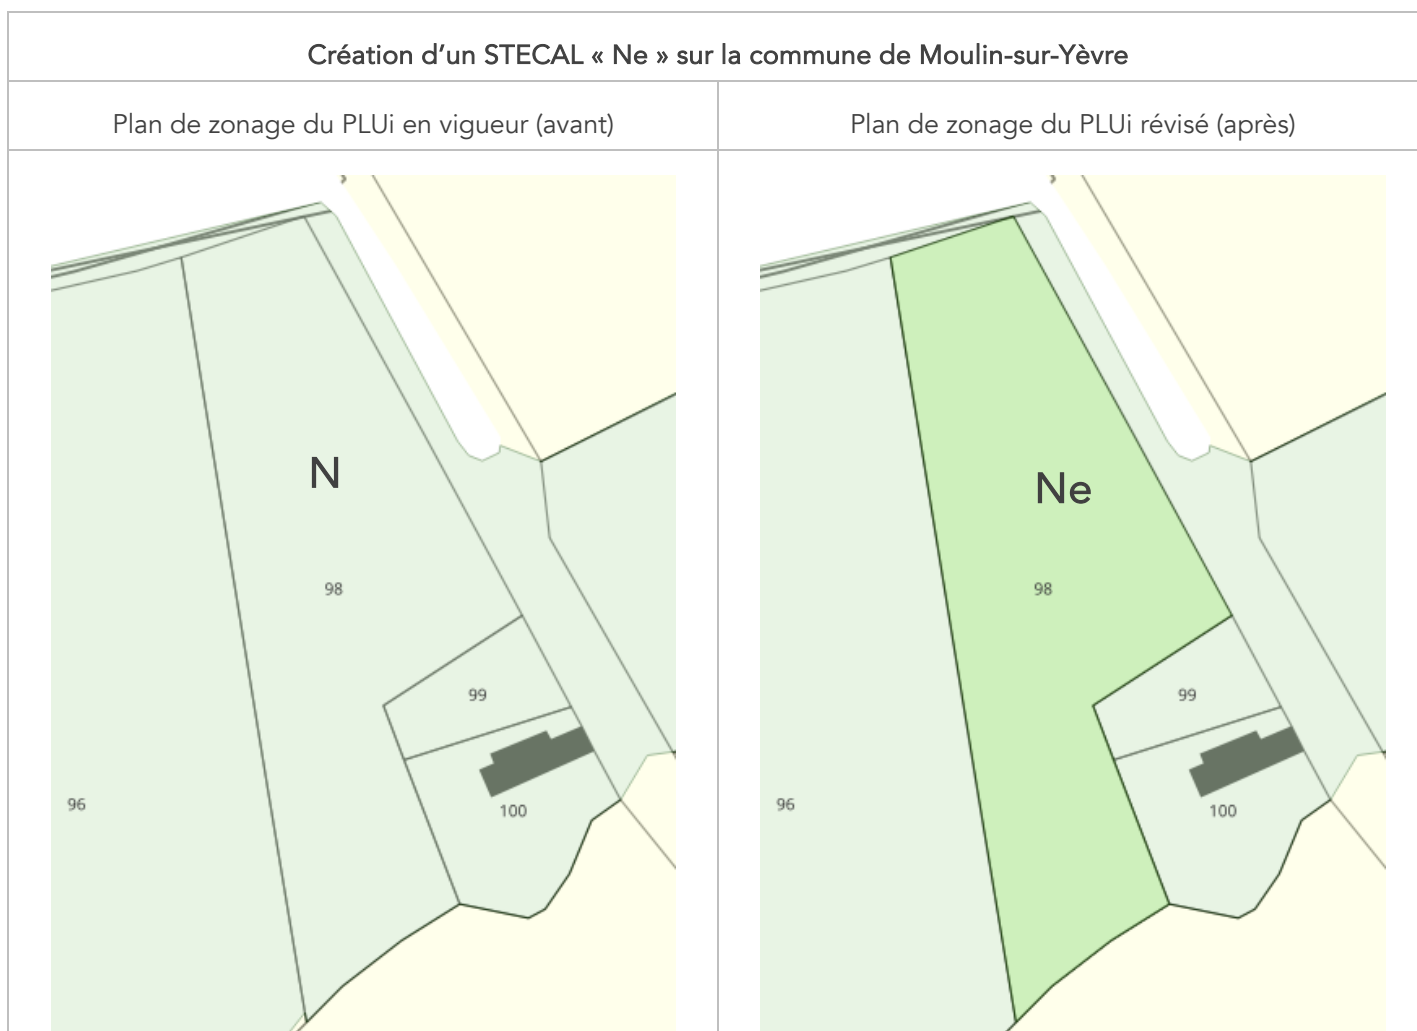 Création d’un STECAL « Ne » sur la commune de Moulin-sur-Yèvre
Plan de zonage du PLUi en vigueur (avant)
Plan de zonage du PLUi révisé (après)
N
98
99
100
96
Ne
98
99
100
96